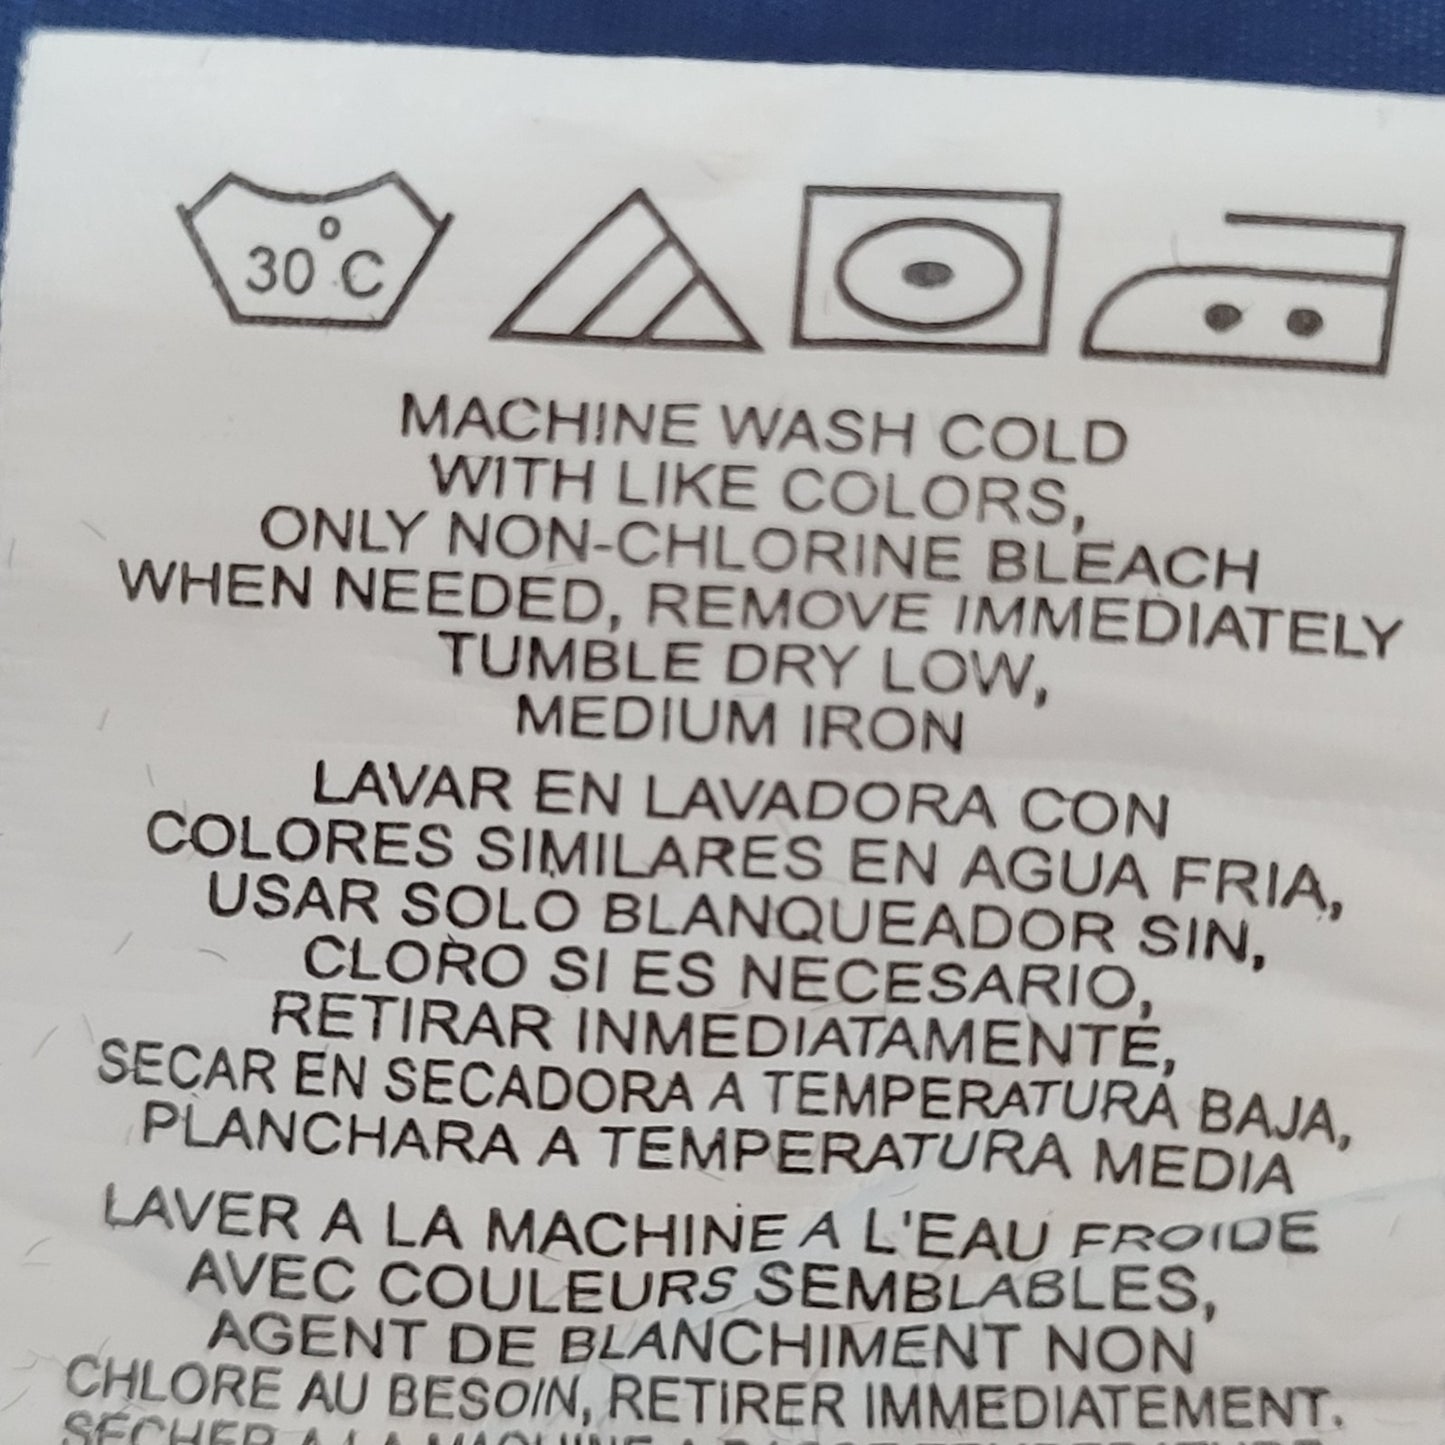 30°C
MACHINE WASH COLD
WITH LIKE COLORS,
ONLY NON-CHLORINE BLEACH
WHEN NEEDED, REMOVE IMMEDIATELY
TUMBLE DRY LOW,
MEDIUM IRON
LAVAR EN LAVADORA CON
COLORES SIMILARES EN AGUA FRIA,
USAR SOLO BLANQUEADOR SIN,
CLORO SI ES NECESARIO,
RETIRAR INMEDIATAMENTE,
SECAR EN SECADORA A TEMPERATURA BAJA,
PLANCHARA A TEMPERATURA MEDIA
LAVER A LA MACHINE A L'EAU FROIDE
AVEC COULEURS SEMBLABLES,
AGENT DE BLANCHIMENT NON
CHLORE AU BESOIN, RETIRER IMMEDIATEMENT.
SÉCHER A LA MACHINE A